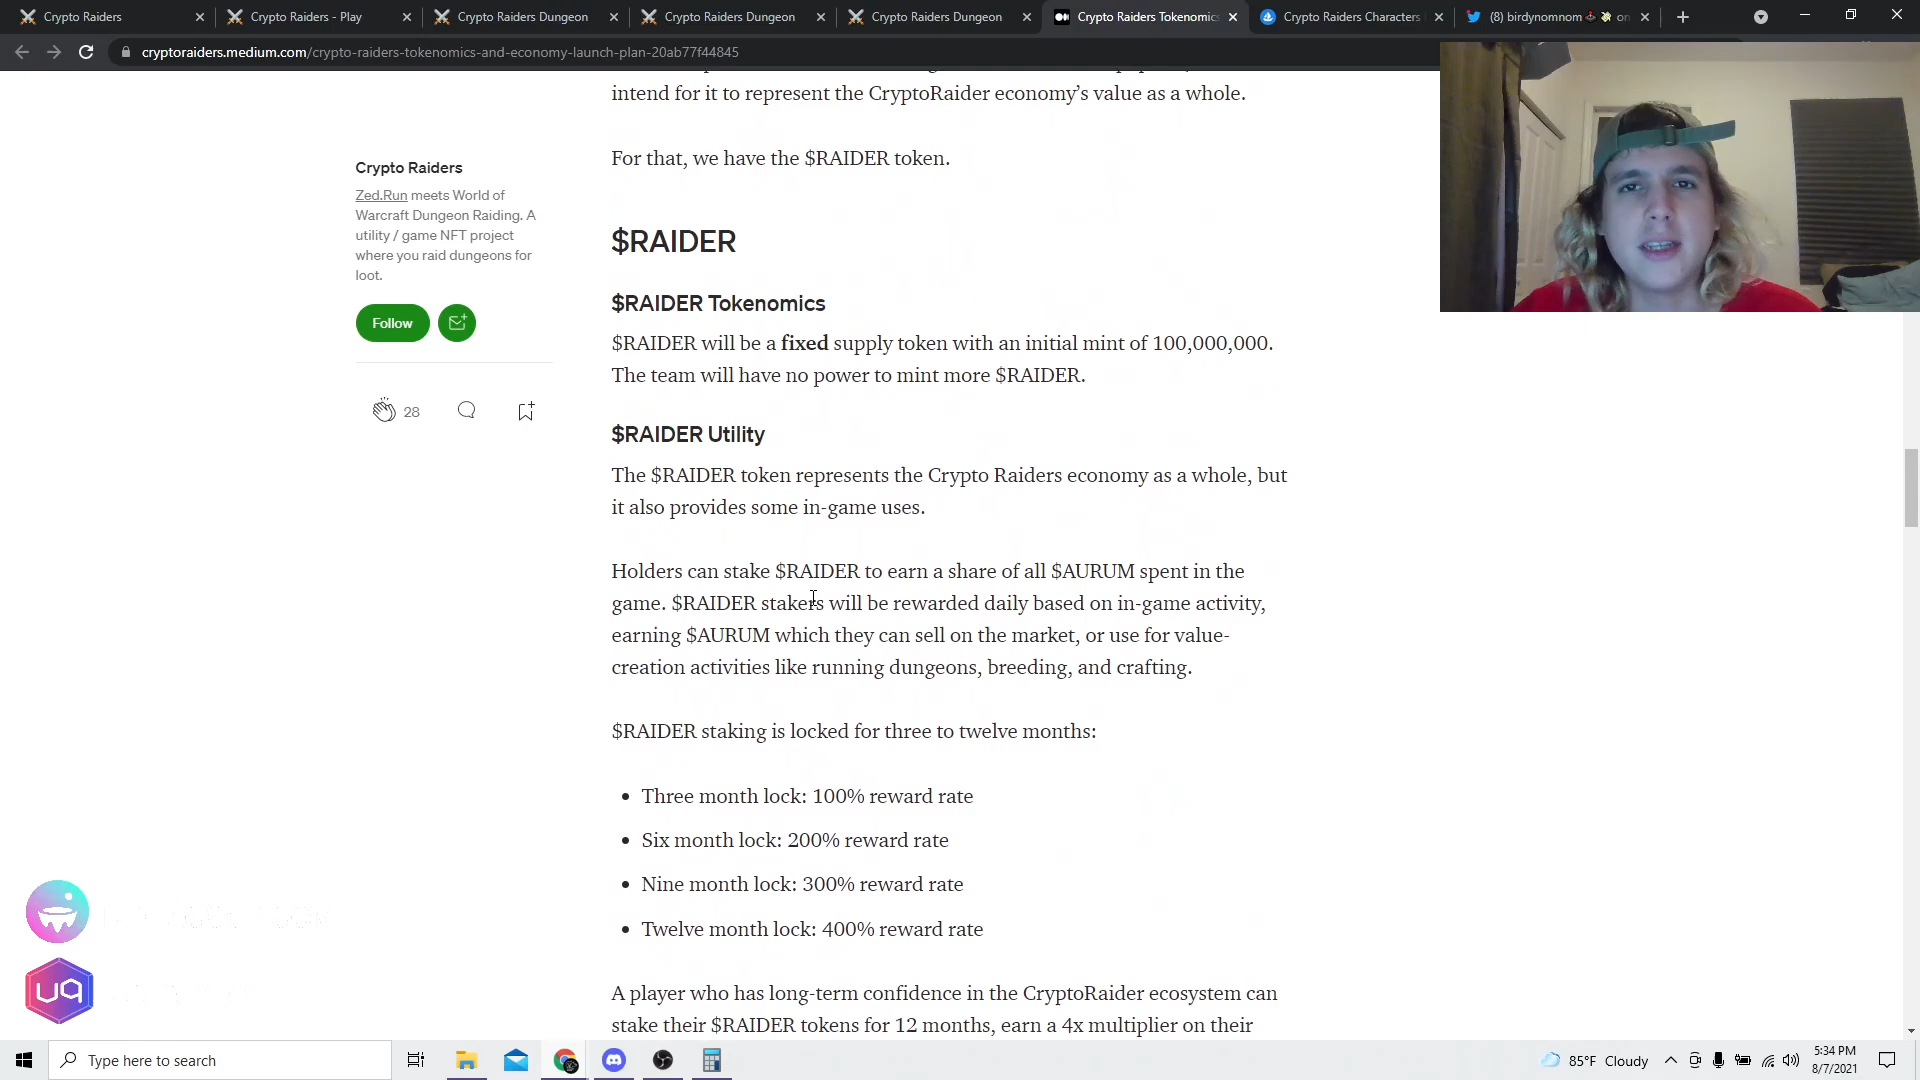 Crypto Raiders
Crypto Raiders - Play
Crypto Raiders Dungeon
Crypto Raiders Dungeon
Crypto Raiders Dungeon
Crypto Raiders Tokenomics
Crypto Raiders Characters
(8) birdynomnom on
cryptoraiders.medium.com/crypto-raiders-tokenomics-and-economy-launch-plan-20ab77f44845
intend for it to represent the CryptoRaider economy's value as a whole.
For that, we have the $RAIDER token.
Crypto Raiders
Zed.Run meets World of
Warcraft Dungeon Raiding. A
utility / game NFT project
where you raid dungeons for
loot.
Follow
28
$RAIDER
$RAIDER Tokenomics
$RAIDER will be a fixed supply token with an initial mint of 100,000,000.
The team will have no power to mint more $RAIDER.
$RAIDER Utility
The $RAIDER token represents the Crypto Raiders economy as a whole, but
it also provides some in-game uses.
Holders can stake $RAIDER to earn a share of all $AURUM spent in the
game. $RAIDER stakers will be rewarded daily based on in-game activity,
earning $AURUM which they can sell on the market, or use for value-
creation activities like running dungeons, breeding, and crafting.
$RAIDER staking is locked for three to twelve months:
• Three month lock: 100% reward rate
• Six month lock: 200% reward rate
• Nine month lock: 300% reward rate
• Twelve month lock: 400% reward rate
A player who has long-term confidence in the CryptoRaider ecosystem can
stake their $RAIDER tokens for 12 months, earn a 4x multiplier on their
Type here to search
85°F Cloudy
5:34 PM
8/7/2021